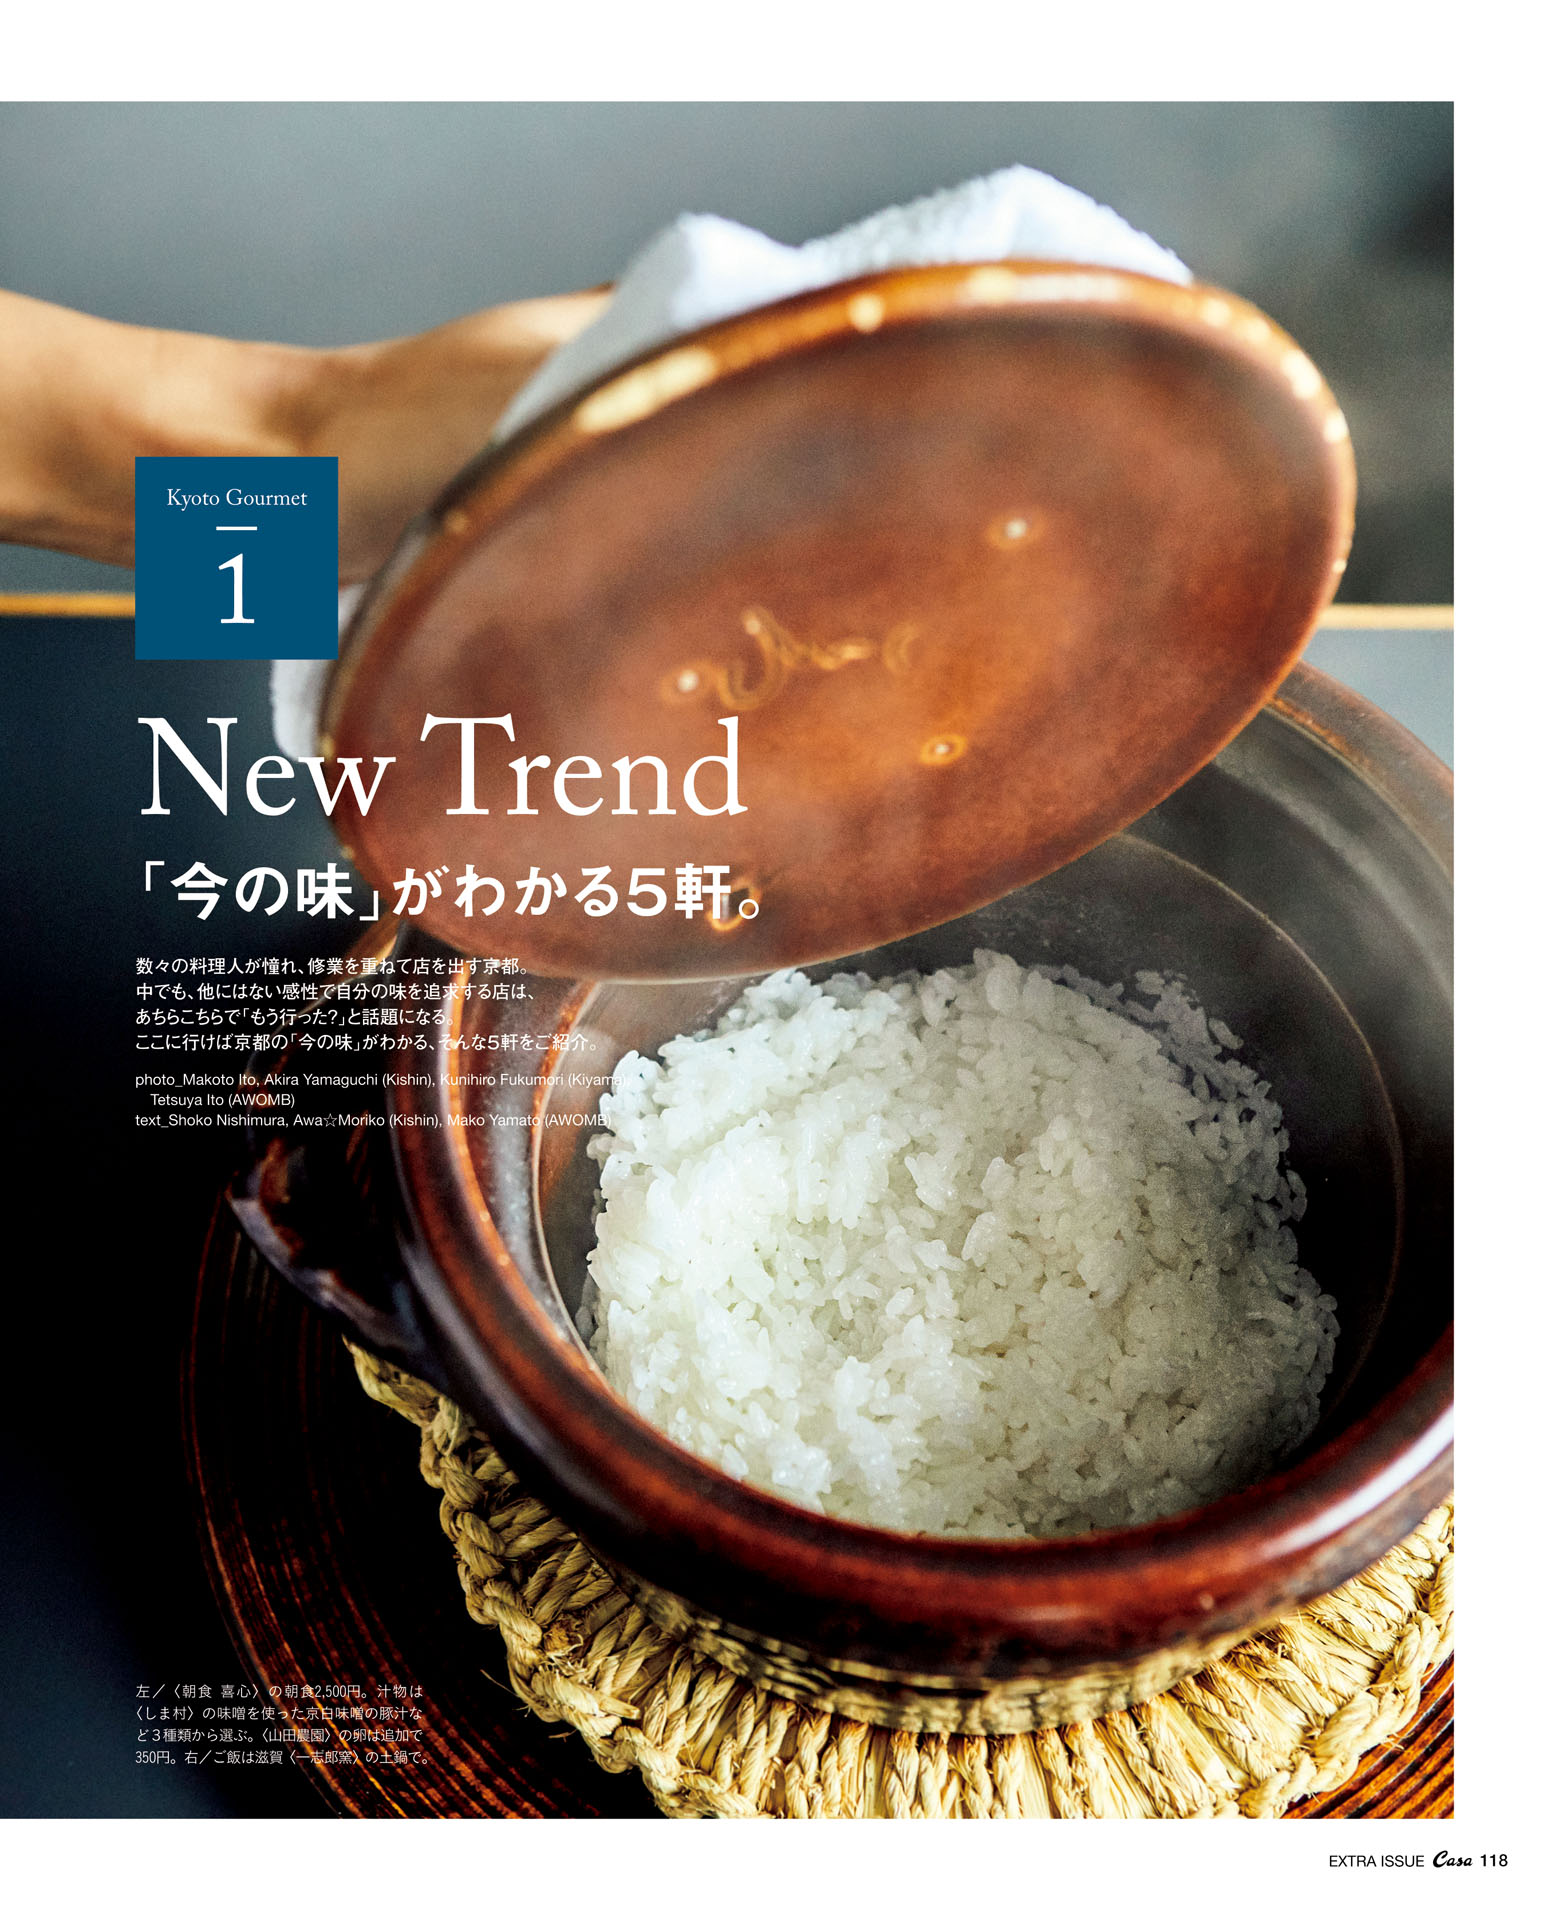 Kyoto Gourmet
1
New Trend
「今の味」がわかる5軒。
数々の料理人が憧れ、修業を重ねて店を出す京都。
中でも、他にはない感性で自分の味を追求する店は、
あちらこちらで「もう行った？」と話題になる。
ここに行けば京都の「今の味」がわかる、そんな5軒をご紹介。
photo_Makoto Ito, Akira Yamaguchi (Kishin), Kunihiro Fukumori (Kiyama),
Tetsuya Ito (AWOMB)
text_Shoko Nishimura, Awa☆Moriko (Kishin), Mako Yamato (AWOMB)
左／〈朝食 喜心〉の朝食2,500円。汁物は
〈しま村〉の味噌を使った京白味噌の豚汁な
ど3種類から選ぶ。〈山田農園〉の卵は追加で
350円。右／ご飯は滋賀〈一志郎窯〉の土鍋で。
EXTRA ISSUE Casa 118